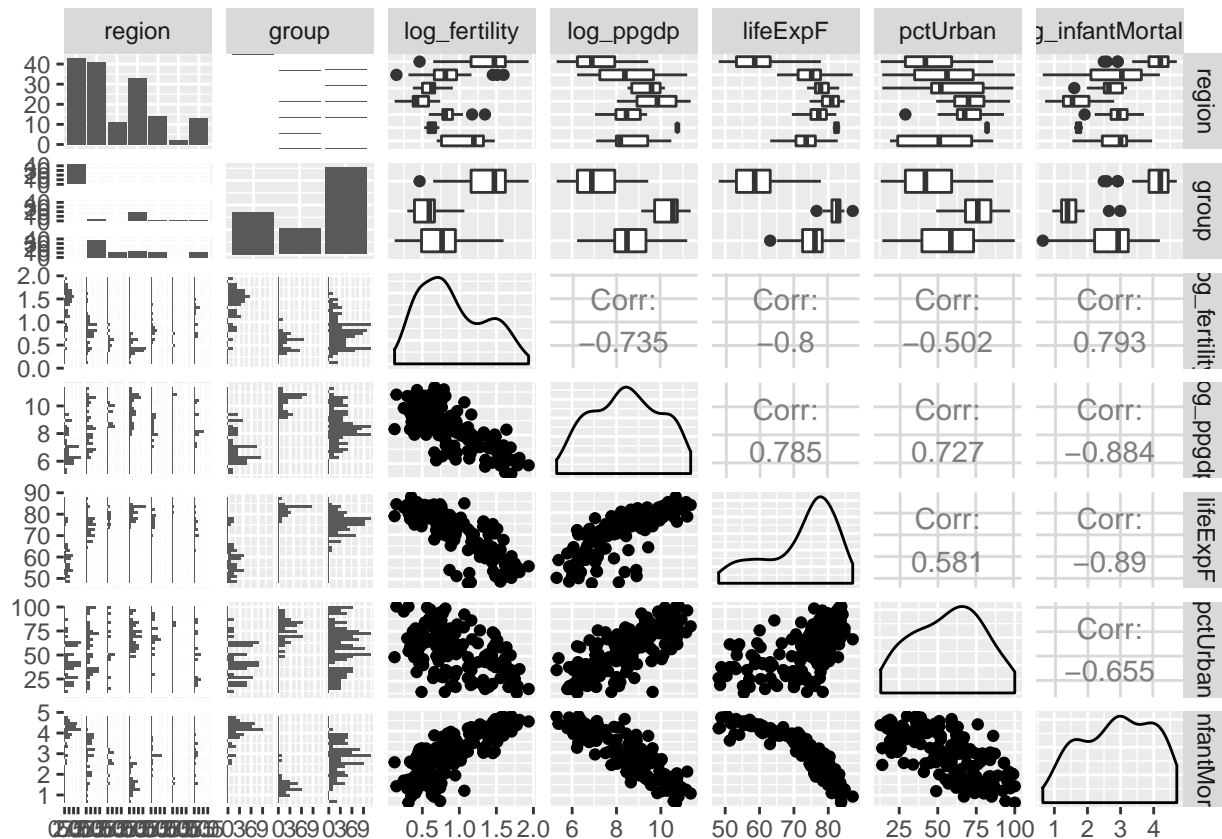 region group log_fertility log_ppgdp lifeExpF pctUrban g_infantMortal
40
30
20
10
0
region
group
2.0
1.5
1.0
0.5
0.0
Corr: Corr: Corr: Corr:
−0.735 −0.8 −0.502 0.793
og_fertility
10
8
6
Corr: Corr: Corr:
0.785 0.727 −0.884
og_ppgdp
90
80
70
60
50
Corr: Corr:
0.581 −0.89
lifeExpF
100
75
50
25
Corr:
−0.655
pctUrban
5
4
3
2
1
nfantMor
0369 0369 0.5 1.0 1.5 2.0 6 8 10 50 60 70 80 25 50 75 100 1 2 3 4